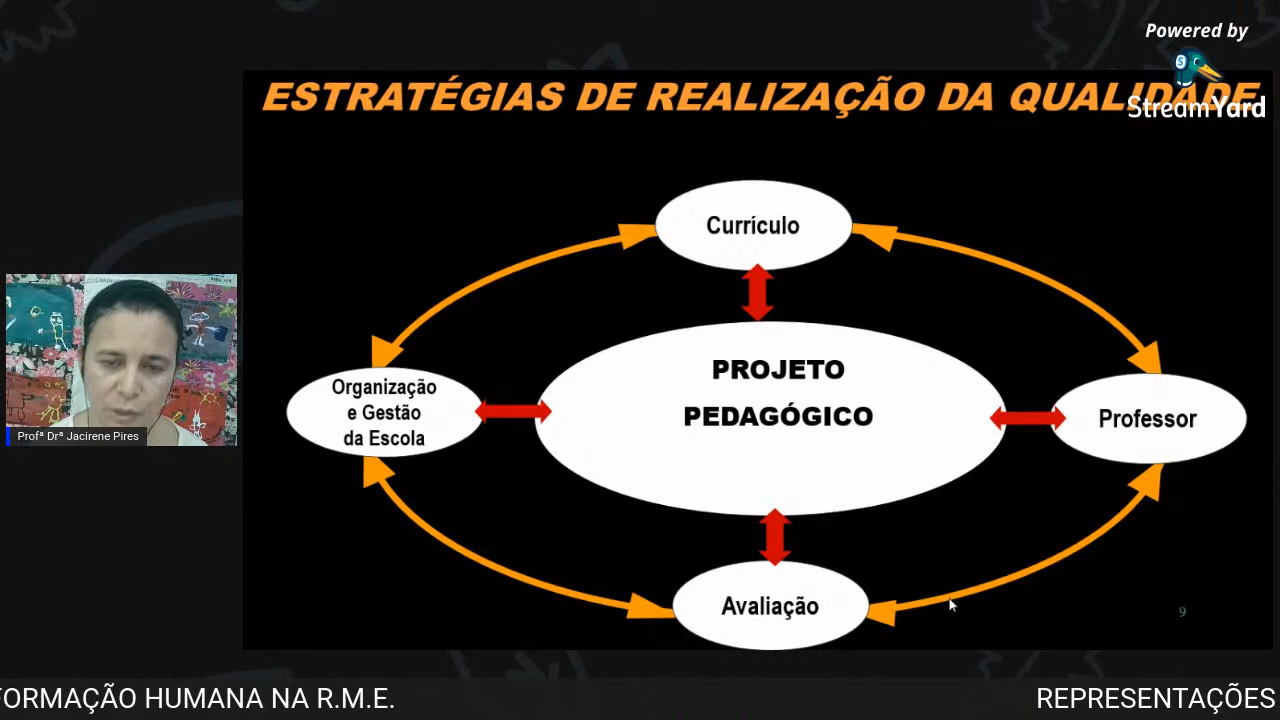 Powered by
StreamYard
ESTRATÉGIAS DE REALIZAÇÃO DA QUALIDADE
Currículo
PROJETO
PEDAGÓGICO
Organização
e Gestão
da Escola
Professor
Avaliação
9
Profª Drª Jacirene Pires
FORMAÇÃO HUMANA NA R.M.E.
REPRESENTAÇÕES